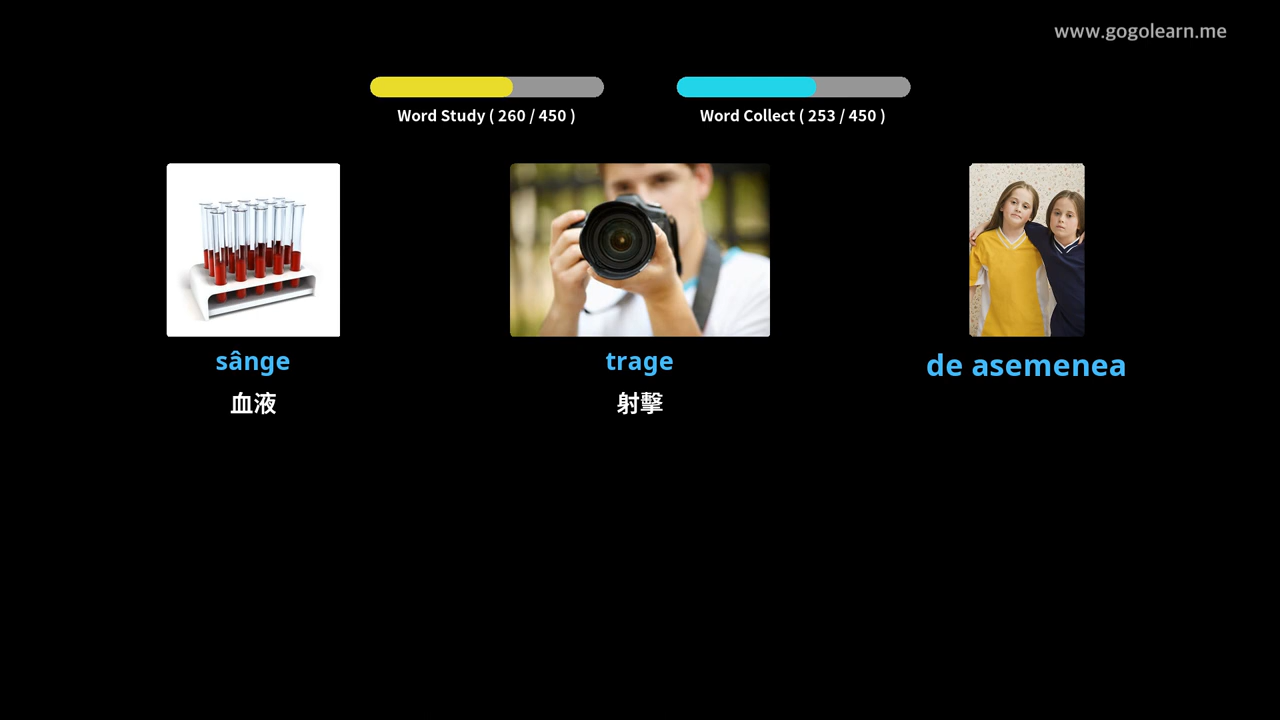 www.gogolearn.me
Word Study ( 260 / 450 )
Word Collect ( 253 / 450 )
sânge
trage
de asemenea
血液
射擊